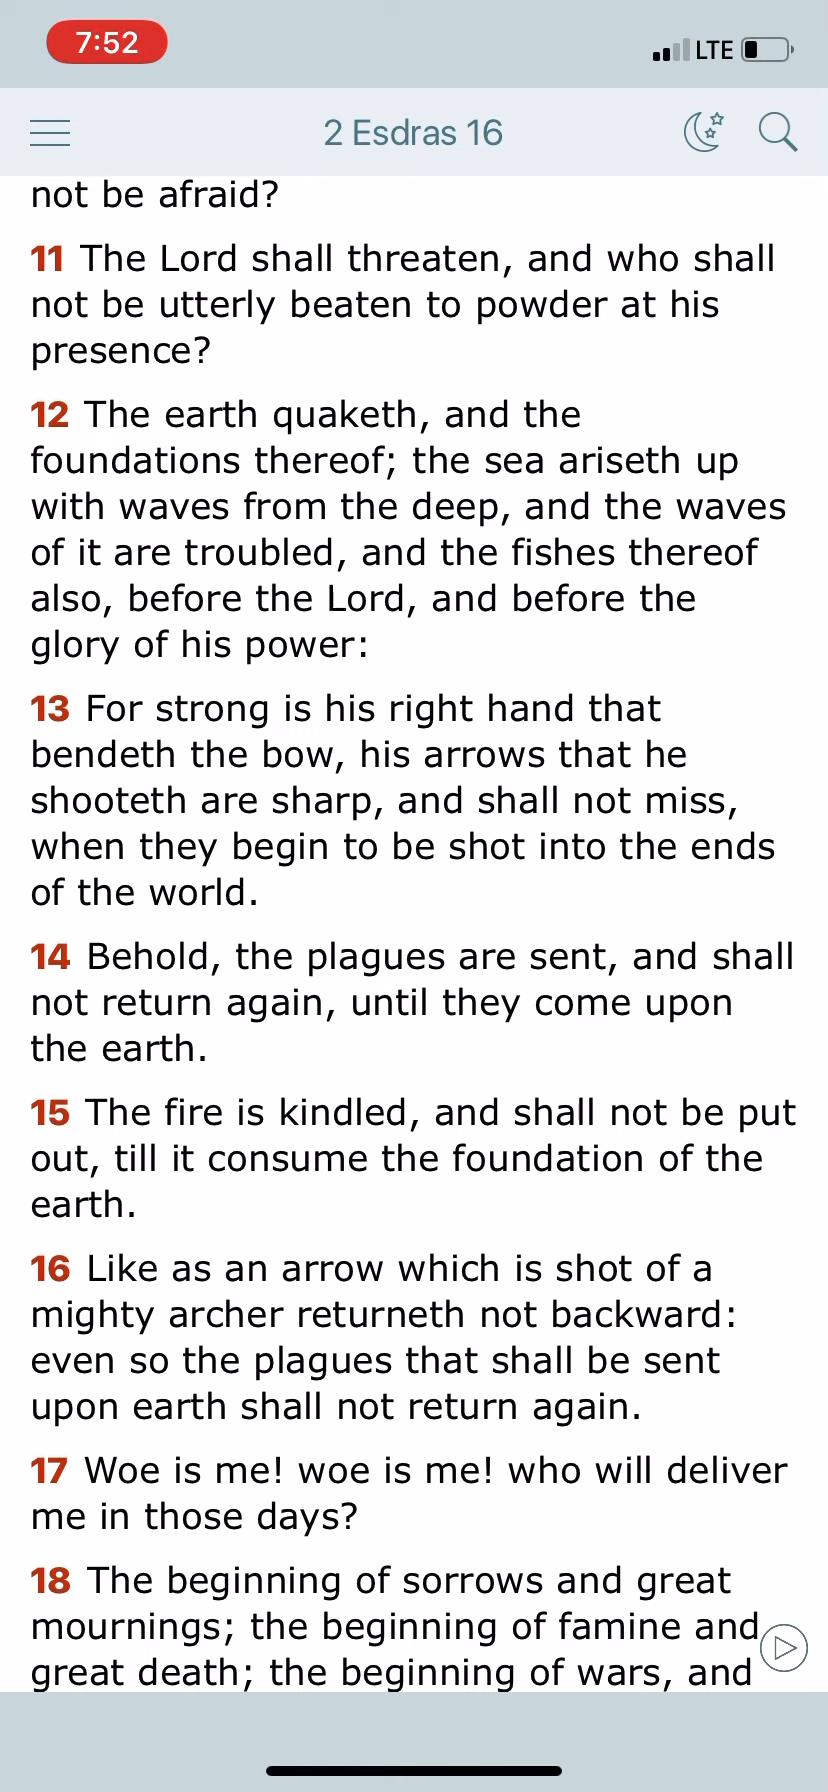 7:52
LTE
2 Esdras 16
not be afraid?
11 The Lord shall threaten, and who shall
not be utterly beaten to powder at his
presence?
12 The earth quaketh, and the
foundations thereof; the sea ariseth up
with waves from the deep, and the waves
of it are troubled, and the fishes thereof
also, before the Lord, and before the
glory of his power:
13 For strong is his right hand that
bendeth the bow, his arrows that he
shooteth are sharp, and shall not miss,
when they begin to be shot into the ends
of the world.
14 Behold, the plagues are sent, and shall
not return again, until they come upon
the earth.
15 The fire is kindled, and shall not be put
out, till it consume the foundation of the
earth.
16 Like as an arrow which is shot of a
mighty archer returneth not backward:
even so the plagues that shall be sent
upon earth shall not return again.
17 Woe is me! woe is me! who will deliver
me in those days?
18 The beginning of sorrows and great
mournings; the beginning of famine and
great death; the beginning of wars, and